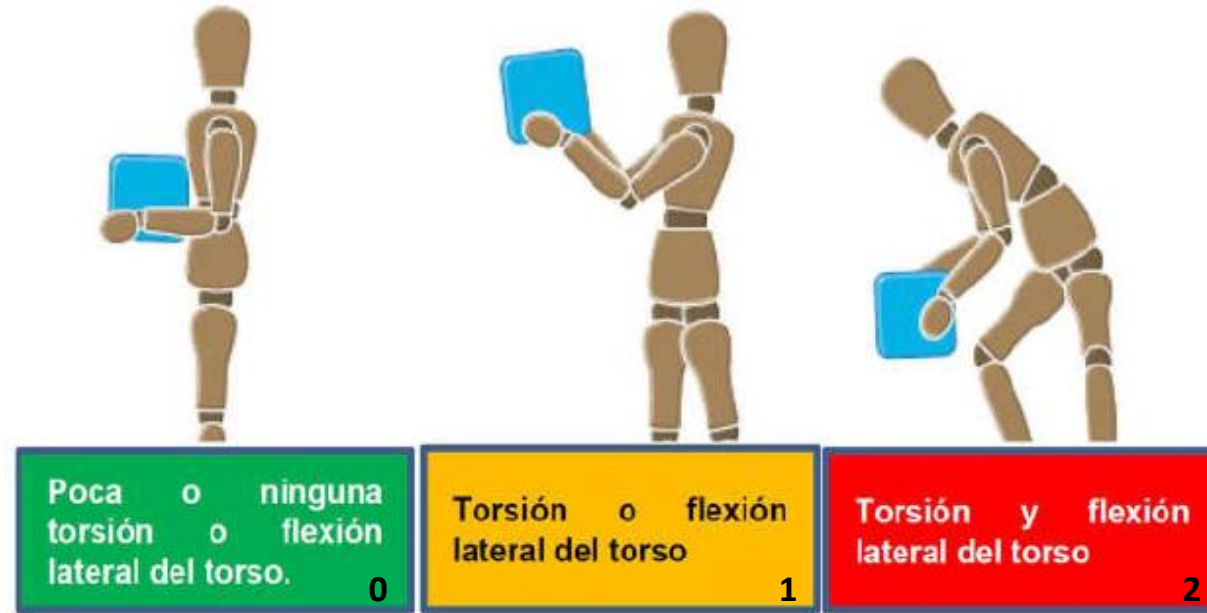 Poca o ninguna
torsión o flexión
lateral del torso.
0
Torsión o flexión
lateral del torso
1
Torsión y flexión
lateral del torso
2